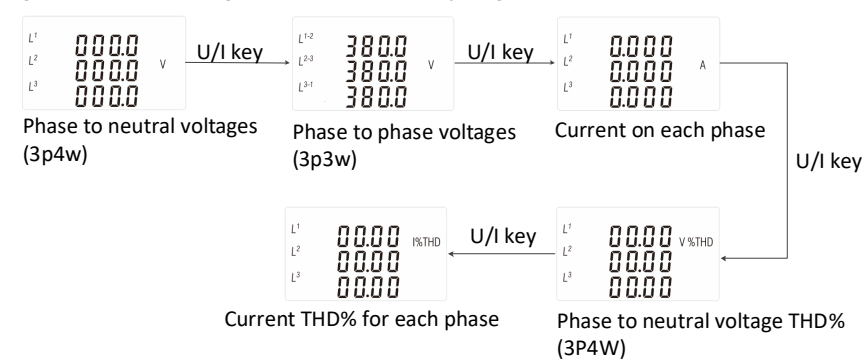 L¹ 000.0
L² 000.0 V
L³ 000.0
U/I key
L¹⁻² 380.0
L²⁻³ 380.0 V
L³⁻¹ 380.0
U/I key
L¹ 0.000
L² 0.000 A
L³ 0.000
Phase to neutral voltages
(3p4w)
Phase to phase voltages
(3p3w)
Current on each phase
U/I key
L¹ 00.00 I%THD
L² 00.00
L³ 00.00
U/I key
L¹ 00.00 V %THD
L² 00.00
L³ 00.00
Current THD% for each phase
Phase to neutral voltage THD%
(3P4W)